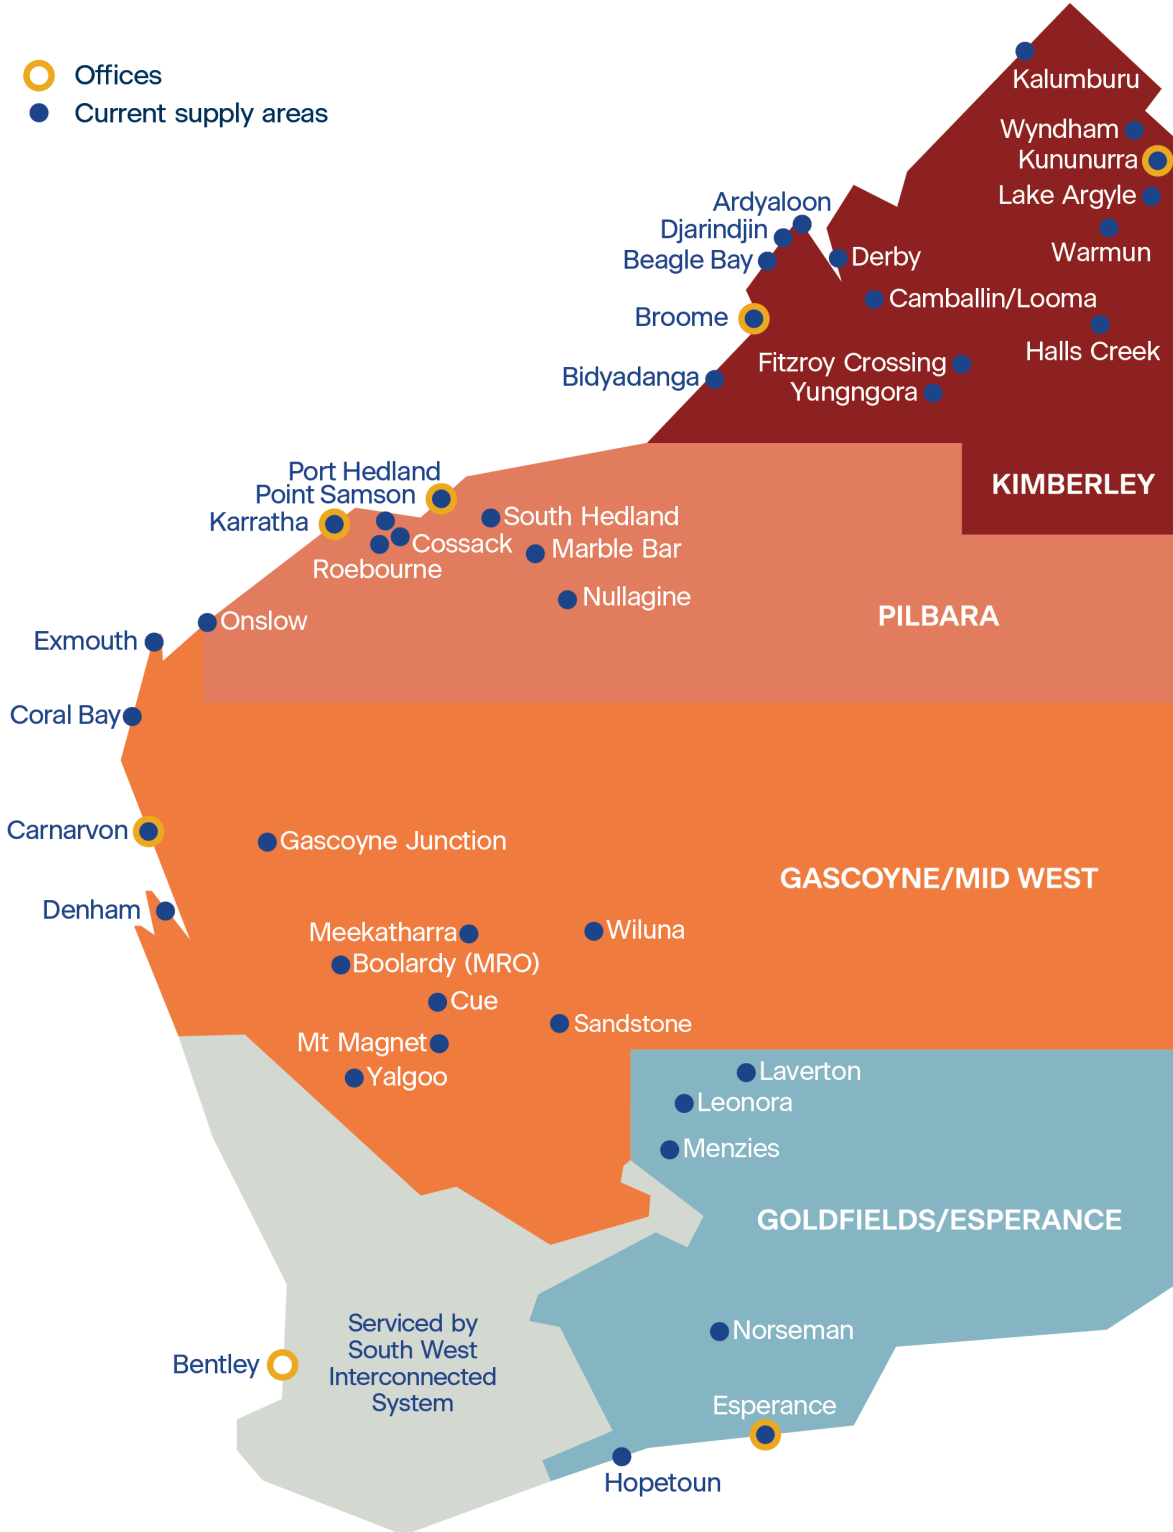 Offices
Current supply areas
Kalumburu
Wyndham
Kununurra
Lake Argyle
Warmun
Ardyaloon
Djarindjin
Beagle Bay
Derby
Camballin/Looma
Broome
Halls Creek
Fitzroy Crossing
Bidyadanga
Yungngora
KIMBERLEY
Port Hedland
Point Samson
Karratha
South Hedland
Cossack
Marble Bar
Roebourne
Nullagine
PILBARA
Onslow
Exmouth
Coral Bay
Carnarvon
Gascoyne Junction
GASCOYNE/MID WEST
Denham
Meekatharra
Wiluna
Boolardy (MRO)
Cue
Sandstone
Mt Magnet
Yalgoo
Laverton
Leonora
Menzies
GOLDFIELDS/ESPERANCE
Serviced by
South West
Interconnected
System
Norseman
Bentley
Esperance
Hopetoun